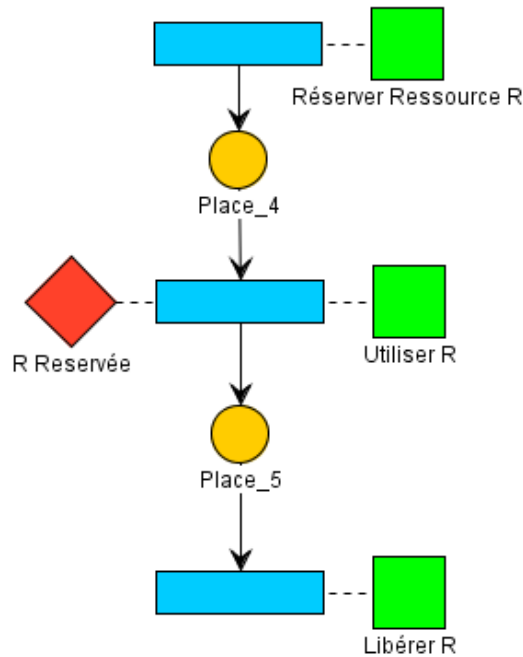 Réserver Ressource R
Place_4
R Reservée
Utiliser R
Place_5
Libérer R